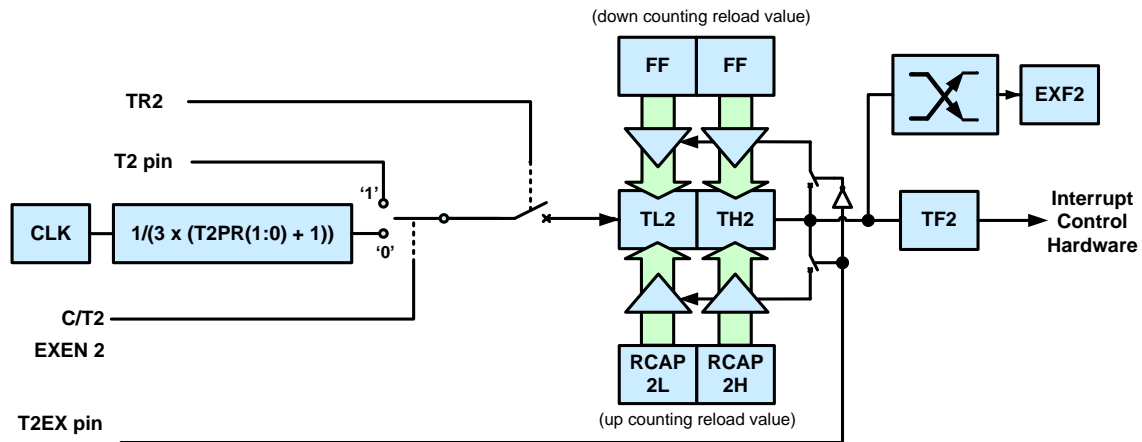 (down counting reload value)
FF
FF
TR2
EXF2
T2 pin
‘1’
CLK
1/(3 x (T2PR(1:0) + 1))
‘0’
TL2
TH2
TF2
Interrupt
Control
Hardware
C/T2
EXEN 2
RCAP
2L
RCAP
2H
T2EX pin
(up counting reload value)